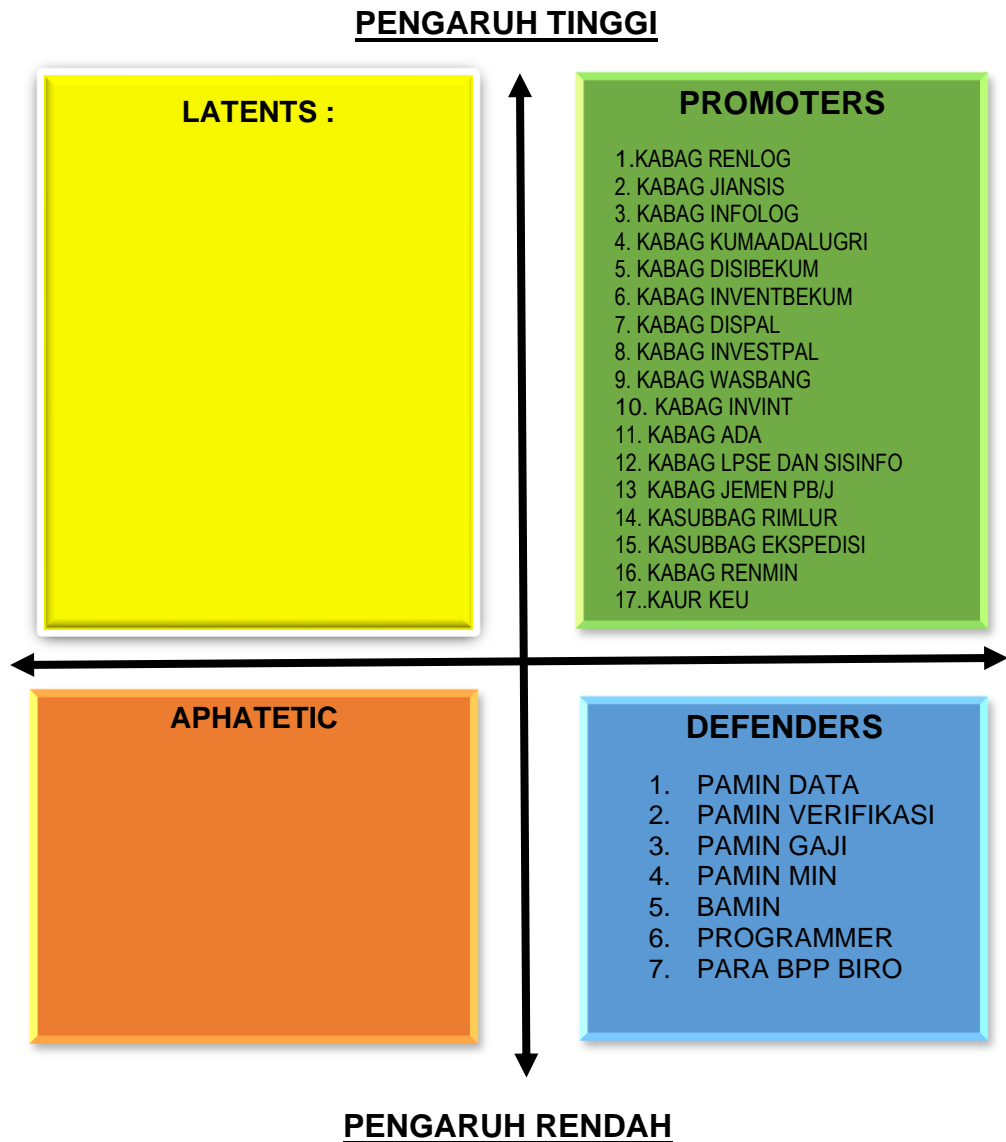 PENGARUH TINGGI
LATENTS :
PROMOTERS
1.KABAG RENLOG
2. KABAG JIANSIS
3. KABAG INFOLOG
4. KABAG KUMAADALUGRI
5. KABAG DISIBEKUM
6. KABAG INVENTBEKUM
7. KABAG DISPAL
8. KABAG INVESTPAL
9. KABAG WASBANG
10. KABAG INVINT
11. KABAG ADA
12. KABAG LPSE DAN SISINFO
13 KABAG JEMEN PB/J
14. KASUBBAG RIMLUR
15. KASUBBAG EKSPEDISI
16. KABAG RENMIN
17..KAUR KEU
APHATETIC
DEFENDERS
1. PAMIN DATA
2. PAMIN VERIFIKASI
3. PAMIN GAJI
4. PAMIN MIN
5. BAMIN
6. PROGRAMMER
7. PARA BPP BIRO
PENGARUH RENDAH